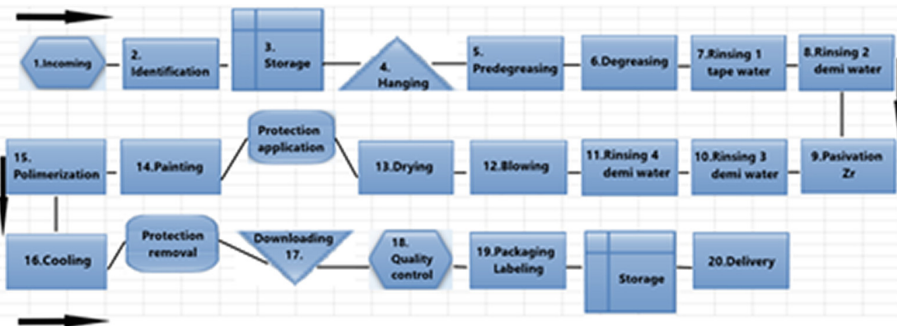 1.Incoming
2.
Identification
3.
Storage
4.
Hanging
5.
Predegreasing
6.Degreasing
7.Rinsing 1
tape water
8.Rinsing 2
demi water
9.Pasivation
Zr
10.Rinsing 3
demi water
11.Rinsing 4
demi water
12.Blowing
13.Drying
Protection
application
14.Painting
15.
Polimerization
16.Cooling
Protection
removal
Downloading
17.
18.
Quality
control
19.Packaging
Labeling
Storage
20.Delivery